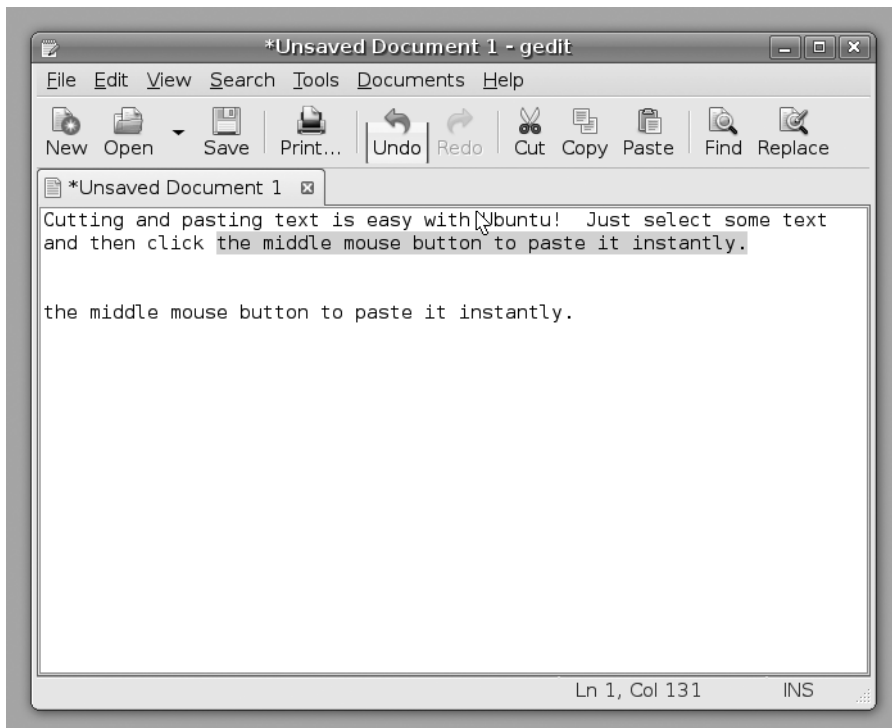 *Unsaved Document 1 - gedit
File Edit View Search Tools Documents Help
New Open Save Print... Undo Redo Cut Copy Paste Find Replace
*Unsaved Document 1
Cutting and pasting text is easy with Ubuntu!  Just select some text
and then click the middle mouse button to paste it instantly.
the middle mouse button to paste it instantly.
Ln 1, Col 131 INS